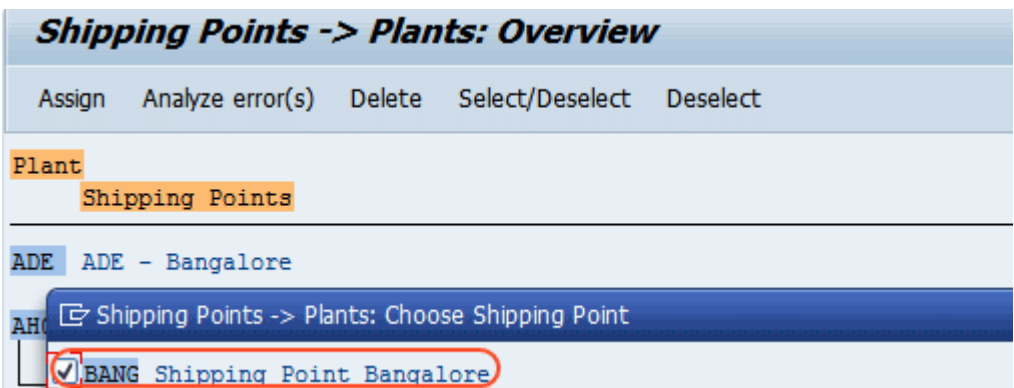 Shipping Points -> Plants: Overview
Assign Analyze error(s) Delete Select/Deselect Deselect
Plant
Shipping Points
ADE ADE - Bangalore
Shipping Points -> Plants: Choose Shipping Point
BANG Shipping Point Bangalore